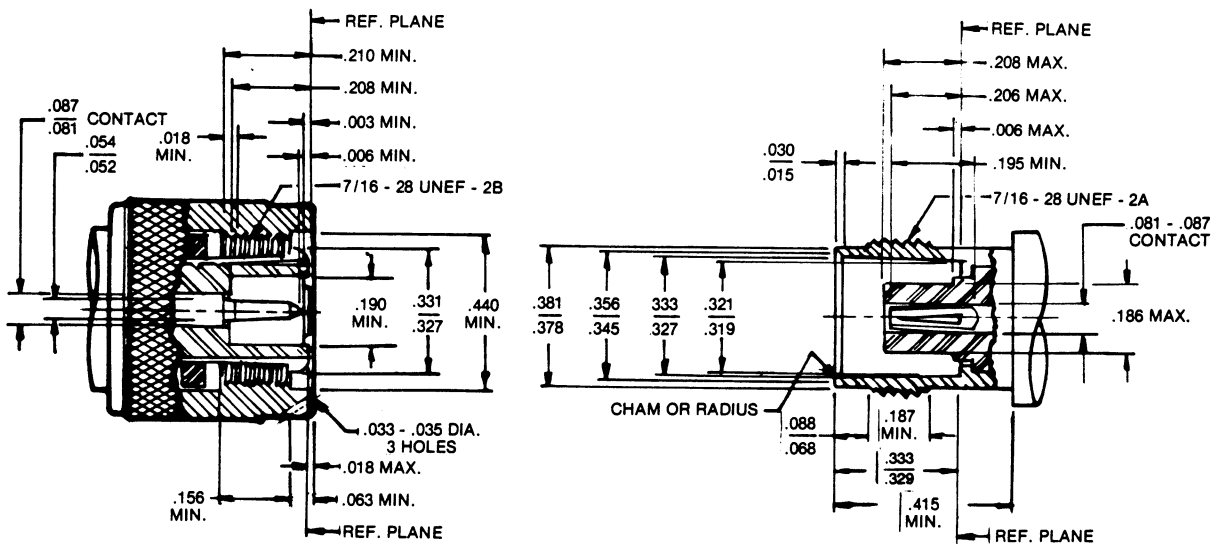 REF. PLANE
.210 MIN.
.208 MIN.
.087
.081 CONTACT
.054
.052
.018
MIN.
.003 MIN.
.006 MIN.
7/16 - 28 UNEF - 2B
.190
MIN.
.331
.327
.440
MIN.
.033 - .035 DIA.
3 HOLES
.018 MAX.
.156
MIN.
.063 MIN.
REF. PLANE
REF. PLANE
.208 MAX.
.206 MAX.
.006 MAX.
.030
.015
.195 MIN.
7/16 - 28 UNEF - 2A
.081 - .087
CONTACT
.381
.378
.356
.345
.333
.327
.321
.319
.186 MAX.
CHAM OR RADIUS
.088
.068
.187
MIN.
.333
.329
.415
MIN.
REF. PLANE